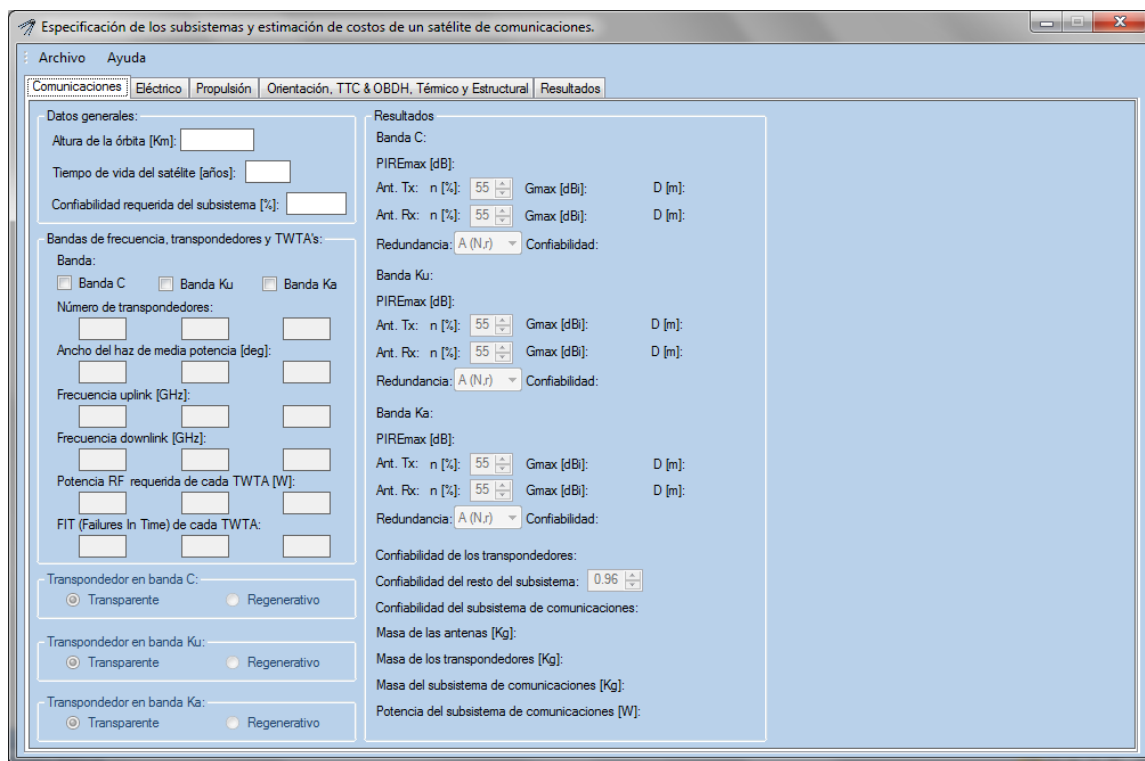 Especificación de los subsistemas y estimación de costos de un satélite de comunicaciones.
Archivo Ayuda
Comunicaciones Eléctrico Propulsión Orientación, TTC & OBDH, Térmico y Estructural Resultados
Datos generales:
Altura de la órbita [Km]:
Tiempo de vida del satélite [años]:
Confiabilidad requerida del subsistema [%]:
Bandas de frecuencia, transpondedores y TWTA's:
Banda:
Banda C Banda Ku Banda Ka
Número de transpondedores:
Ancho del haz de media potencia [deg]:
Frecuencia uplink [GHz]:
Frecuencia downlink [GHz]:
Potencia RF requerida de cada TWTA [W]:
FIT (Failures In Time) de cada TWTA:
Transpondedor en banda C:
Transparente Regenerativo
Transpondedor en banda Ku:
Transparente Regenerativo
Transpondedor en banda Ka:
Transparente Regenerativo
Resultados
Banda C:
PIREmax [dB]:
Ant. Tx: n [%]: 55 Gmax [dBi]: D [m]:
Ant. Rx: n [%]: 55 Gmax [dBi]: D [m]:
Redundancia: A (N,r) Confiabilidad:
Banda Ku:
PIREmax [dB]:
Ant. Tx: n [%]: 55 Gmax [dBi]: D [m]:
Ant. Rx: n [%]: 55 Gmax [dBi]: D [m]:
Redundancia: A (N,r) Confiabilidad:
Banda Ka:
PIREmax [dB]:
Ant. Tx: n [%]: 55 Gmax [dBi]: D [m]:
Ant. Rx: n [%]: 55 Gmax [dBi]: D [m]:
Redundancia: A (N,r) Confiabilidad:
Confiabilidad de los transpondedores:
Confiabilidad del resto del subsistema: 0.96
Confiabilidad del subsistema de comunicaciones:
Masa de las antenas [Kg]:
Masa de los transpondedores [Kg]:
Masa del subsistema de comunicaciones [Kg]:
Potencia del subsistema de comunicaciones [W]: